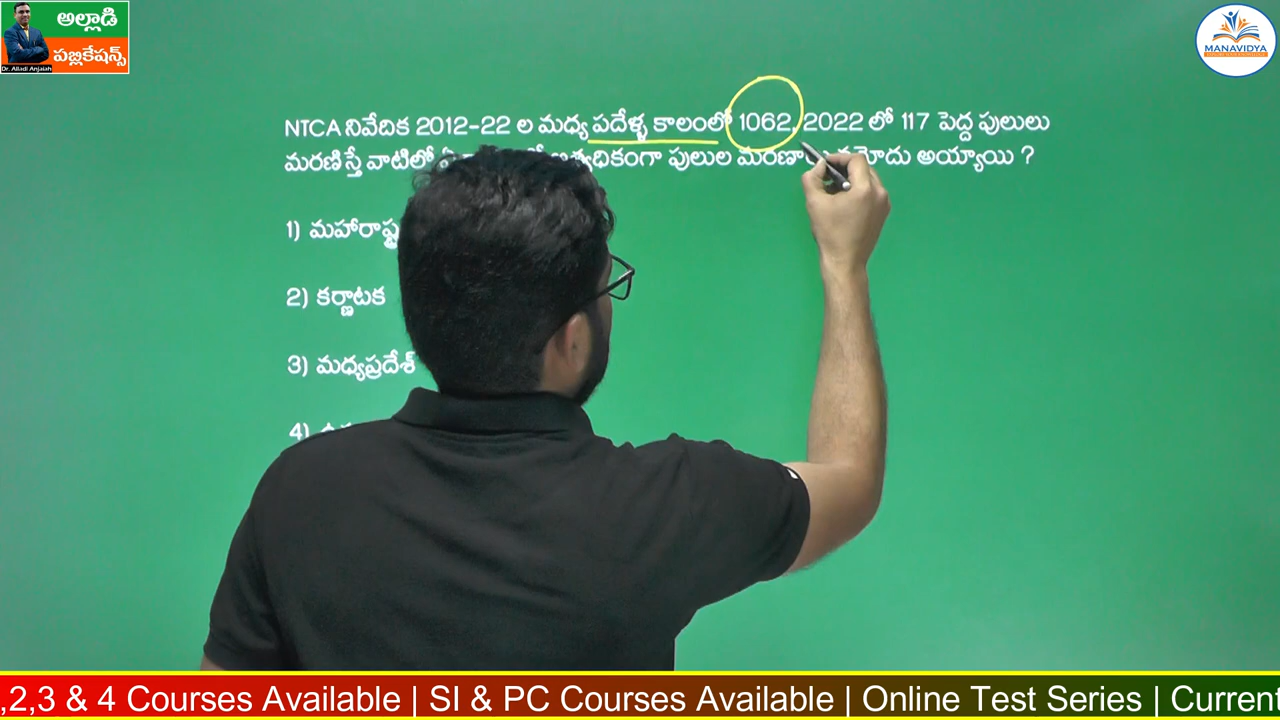 అల్లాడి
పబ్లికేషన్స్
Dr. Alladi Anjaiah
MANAVIDYA
NTCA నివేదిక 2012-22 ల మధ్య పదేళ్ళ కాలంలో 1062, 2022 లో 117 పెద్ద పులులు
మరణిస్తే వాటిలో పులుల అయ్యాయి ?
1) మహారాష్ట్ర
2) కర్ణాటక
3) మధ్యప్రదేశ్
4)
,2,3 & 4 Courses Available | SI & PC Courses Available | Online Test Series | Current